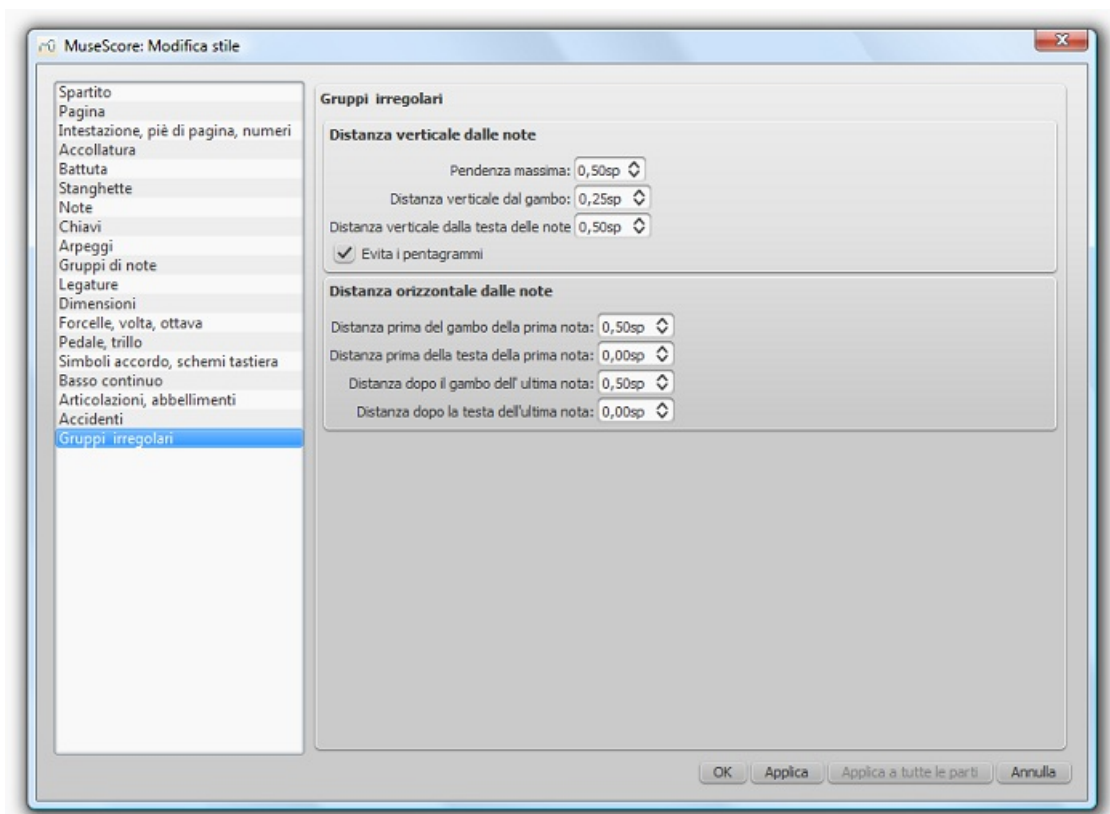 MuseScore: Modifica stile
Spartito
Pagina
Intestazione, piè di pagina, numeri
Accollatura
Battuta
Stanghette
Note
Chiavi
Arpeggi
Gruppi di note
Legature
Dimensioni
Forcelle, volta, ottava
Pedale, trillo
Simboli accordo, schemi tastiera
Basso continuo
Articolazioni, abbellimenti
Accidenti
Gruppi irregolari
Gruppi irregolari
Distanza verticale dalle note
Pendenza massima: 0,50sp
Distanza verticale dal gambo: 0,25sp
Distanza verticale dalla testa delle note 0,50sp
Evita i pentagrammi
Distanza orizzontale dalle note
Distanza prima del gambo della prima nota: 0,50sp
Distanza prima della testa della prima nota: 0,00sp
Distanza dopo il gambo dell' ultima nota: 0,50sp
Distanza dopo la testa dell'ultima nota: 0,00sp
OK Applica Applica a tutte le parti Annulla